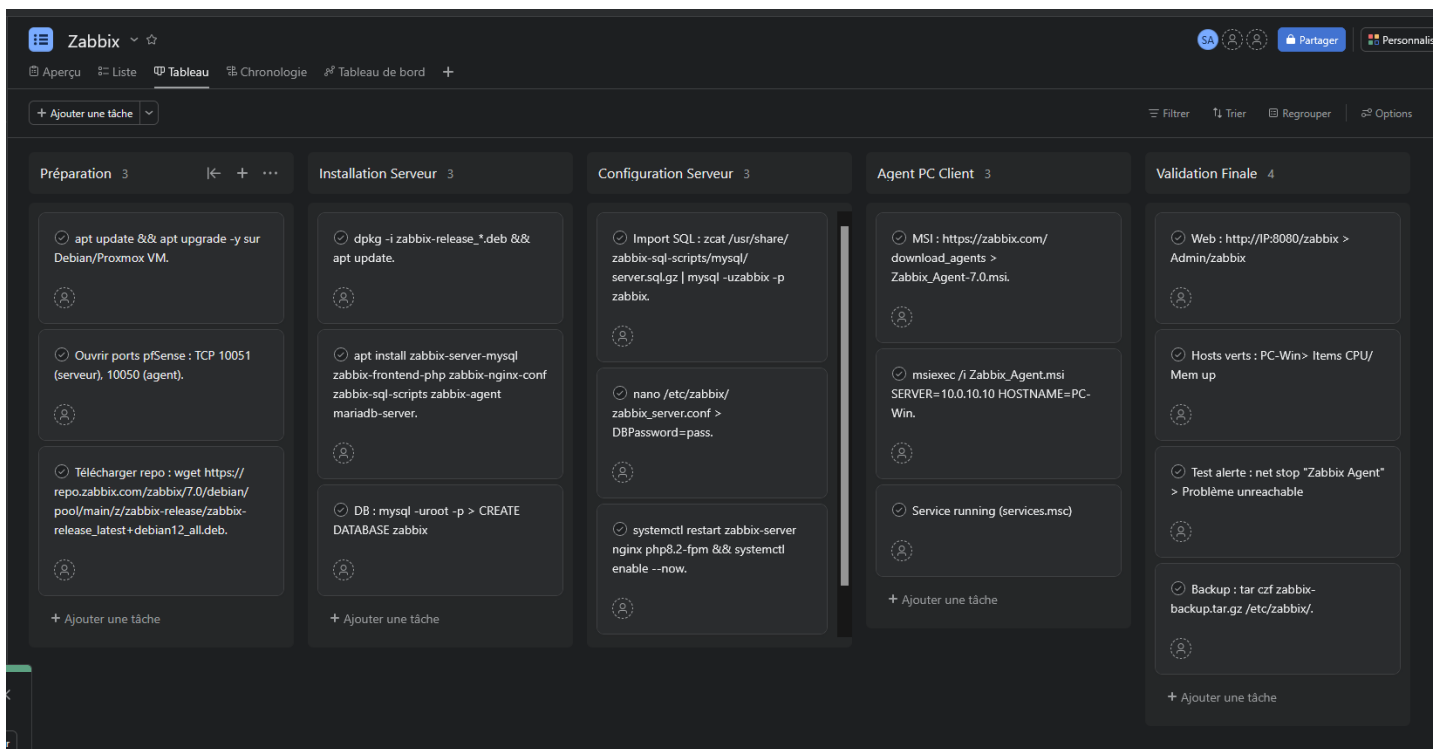 Zabbix
SA
Partager
Personnalis
Aperçu
Liste
Tableau
Chronologie
Tableau de bord
+ Ajouter une tâche
Filtrer
Trier
Regrouper
Options
Préparation 3
apt update && apt upgrade -y sur
Debian/Proxmox VM.
Ouvrir ports pfSense : TCP 10051
(serveur), 10050 (agent).
Télécharger repo : wget https://
repo.zabbix.com/zabbix/7.0/debian/
pool/main/z/zabbix-release/zabbix-
release_latest+debian12_all.deb.
+ Ajouter une tâche
Installation Serveur 3
dpkg -i zabbix-release_*.deb &&
apt update.
apt install zabbix-server-mysql
zabbix-frontend-php zabbix-nginx-conf
zabbix-sql-scripts zabbix-agent
mariadb-server.
DB : mysql -uroot -p > CREATE
DATABASE zabbix
+ Ajouter une tâche
Configuration Serveur 3
Import SQL : zcat /usr/share/
zabbix-sql-scripts/mysql/
server.sql.gz | mysql -uzabbix -p
zabbix.
nano /etc/zabbix/
zabbix_server.conf >
DBPassword=pass.
systemctl restart zabbix-server
nginx php8.2-fpm && systemctl
enable --now.
Agent PC Client 3
MSI : https://zabbix.com/
download_agents >
Zabbix_Agent-7.0.msi.
msiexec /i Zabbix_Agent.msi
SERVER=10.0.10.10 HOSTNAME=PC-
Win.
Service running (services.msc)
+ Ajouter une tâche
Validation Finale 4
Web : http://IP:8080/zabbix >
Admin/zabbix
Hosts verts : PC-Win> Items CPU/
Mem up
Test alerte : net stop "Zabbix Agent"
> Problème unreachable
Backup : tar czf zabbix-
backup.tar.gz /etc/zabbix/.
+ Ajouter une tâche
r